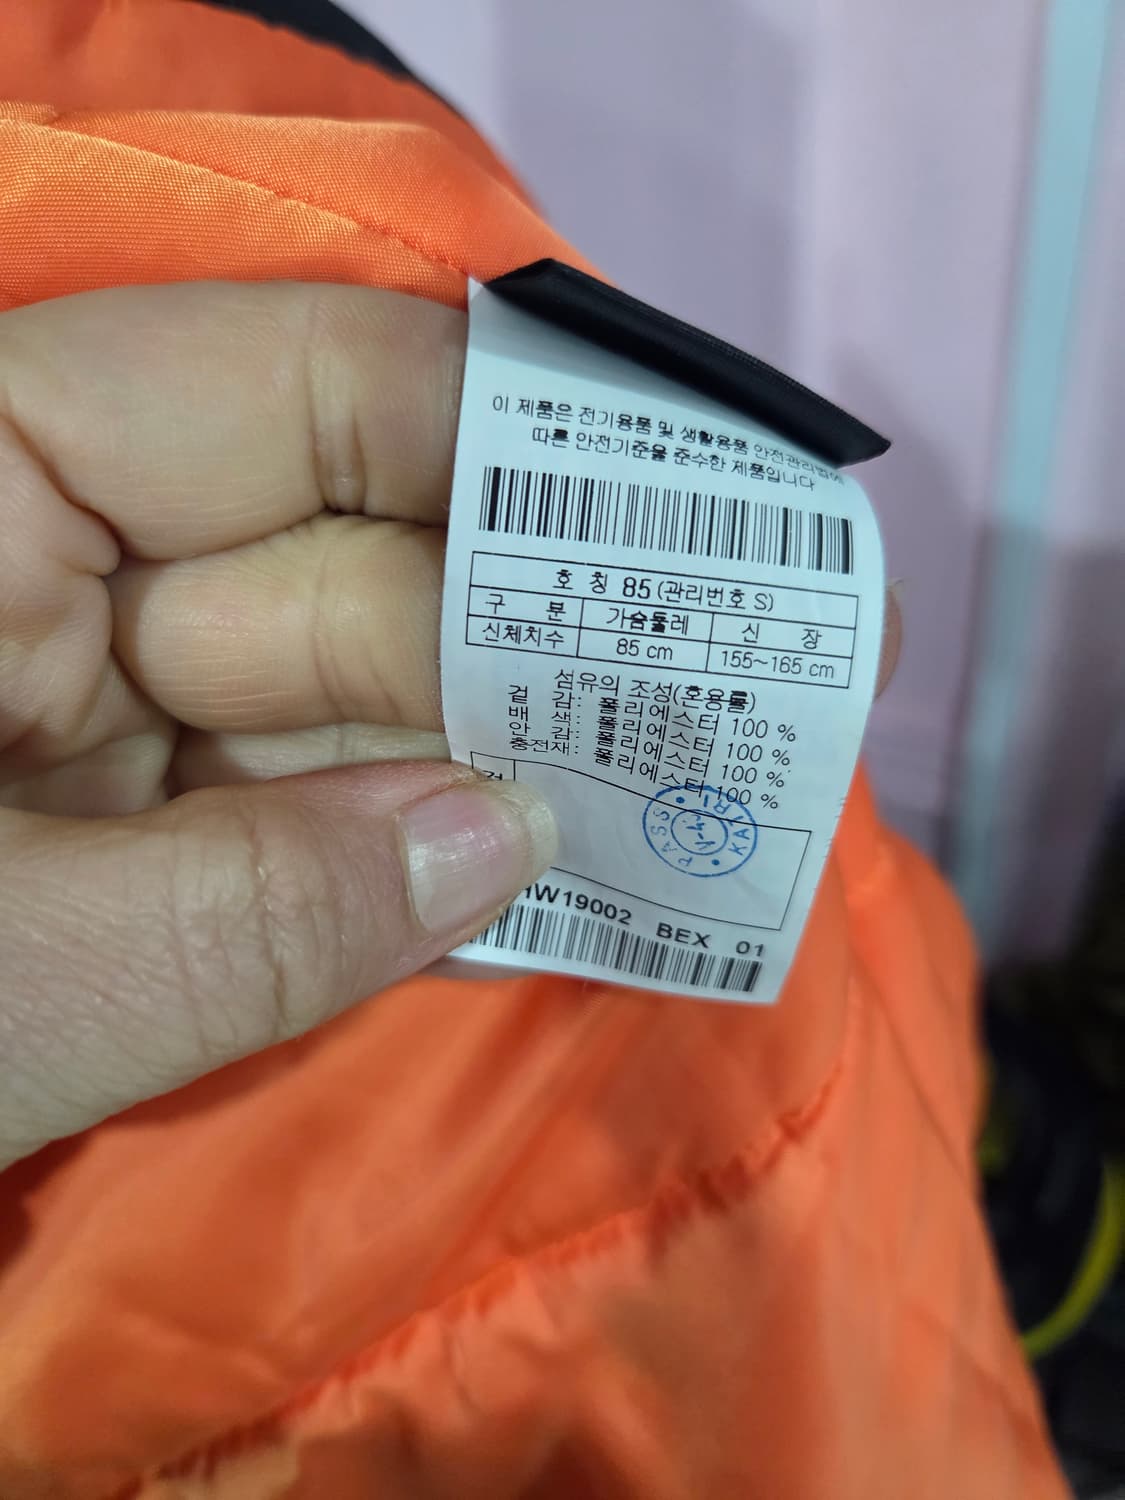 이 제품은 전기용품 및 생활용품 안전관리법에
따른 안전기준을 준수한 제품입니다
호 칭 85 (관리번호 S)
구 분 가슴둘레 신 장
신체치수 85 cm 155~165 cm
섬유의 조성(혼용률)
겉 감: 폴리에스터 100 %
배 색: 폴리에스터 100 %
안 감: 폴리에스터 100 %
충전재: 폴리에스터 100 %
PASS KATRI
HW19002 BEX 01